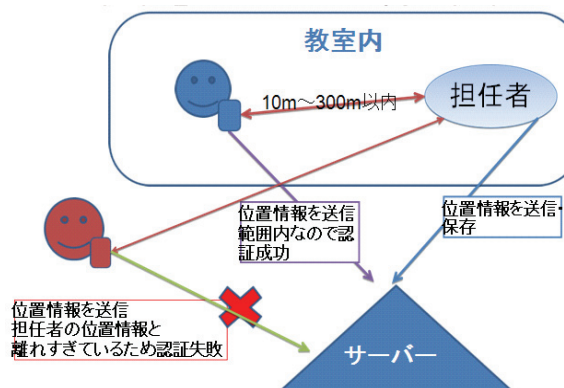 教室内
10m～300m以内
担任者
位置情報を送信
範囲内なので認
証成功
位置情報を送信・
保存
位置情報を送信
担任者の位置情報と
離れすぎているため認証失敗
サーバー